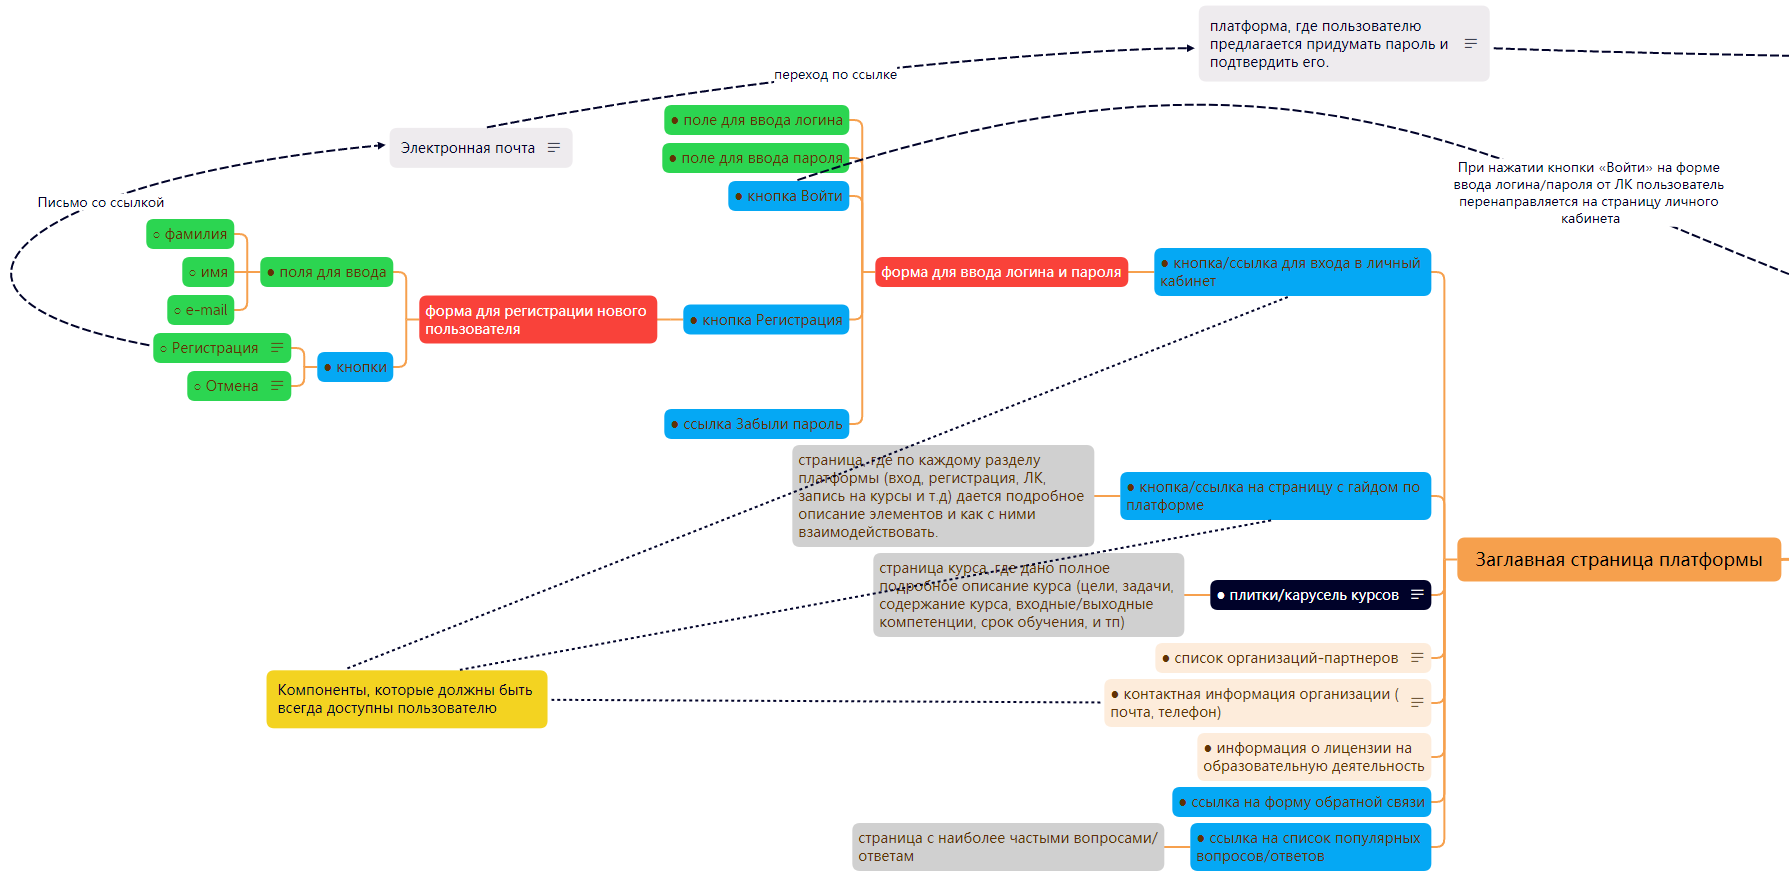 платформа, где пользователю
предлагается придумать пароль и
подтвердить его.
переход по ссылке
● поле для ввода логина
Электронная почта
● поле для ввода пароля
● кнопка Войти
При нажатии кнопки «Войти» на форме
ввода логина/пароля от ЛК пользователь
перенаправляется на страницу личного
кабинета
Письмо со ссылкой
○ фамилия
○ имя
○ e-mail
● поля для ввода
○ Регистрация
○ Отмена
● кнопки
форма для регистрации нового
пользователя
● кнопка Регистрация
форма для ввода логина и пароля
● кнопка/ссылка для входа в личный
кабинет
● ссылка Забыли пароль
страница, где по каждому разделу
платформы (вход, регистрация, ЛК,
запись на курсы и т.д) дается подробное
описание элементов и как с ними
взаимодействовать.
● кнопка/ссылка на страницу с гайдом по
платформе
Заглавная страница платформы
страница курса, где дано полное
подробное описание курса (цели, задачи,
содержание курса, входные/выходные
компетенции, срок обучения, и тп)
● плитки/карусель курсов
● список организаций-партнеров
Компоненты, которые должны быть
всегда доступны пользователю
● контактная информация организации (
почта, телефон)
● информация о лицензии на
образовательную деятельность
● ссылка на форму обратной связи
страница с наиболее частыми вопросами/
ответам
● ссылка на список популярных
вопросов/ответов